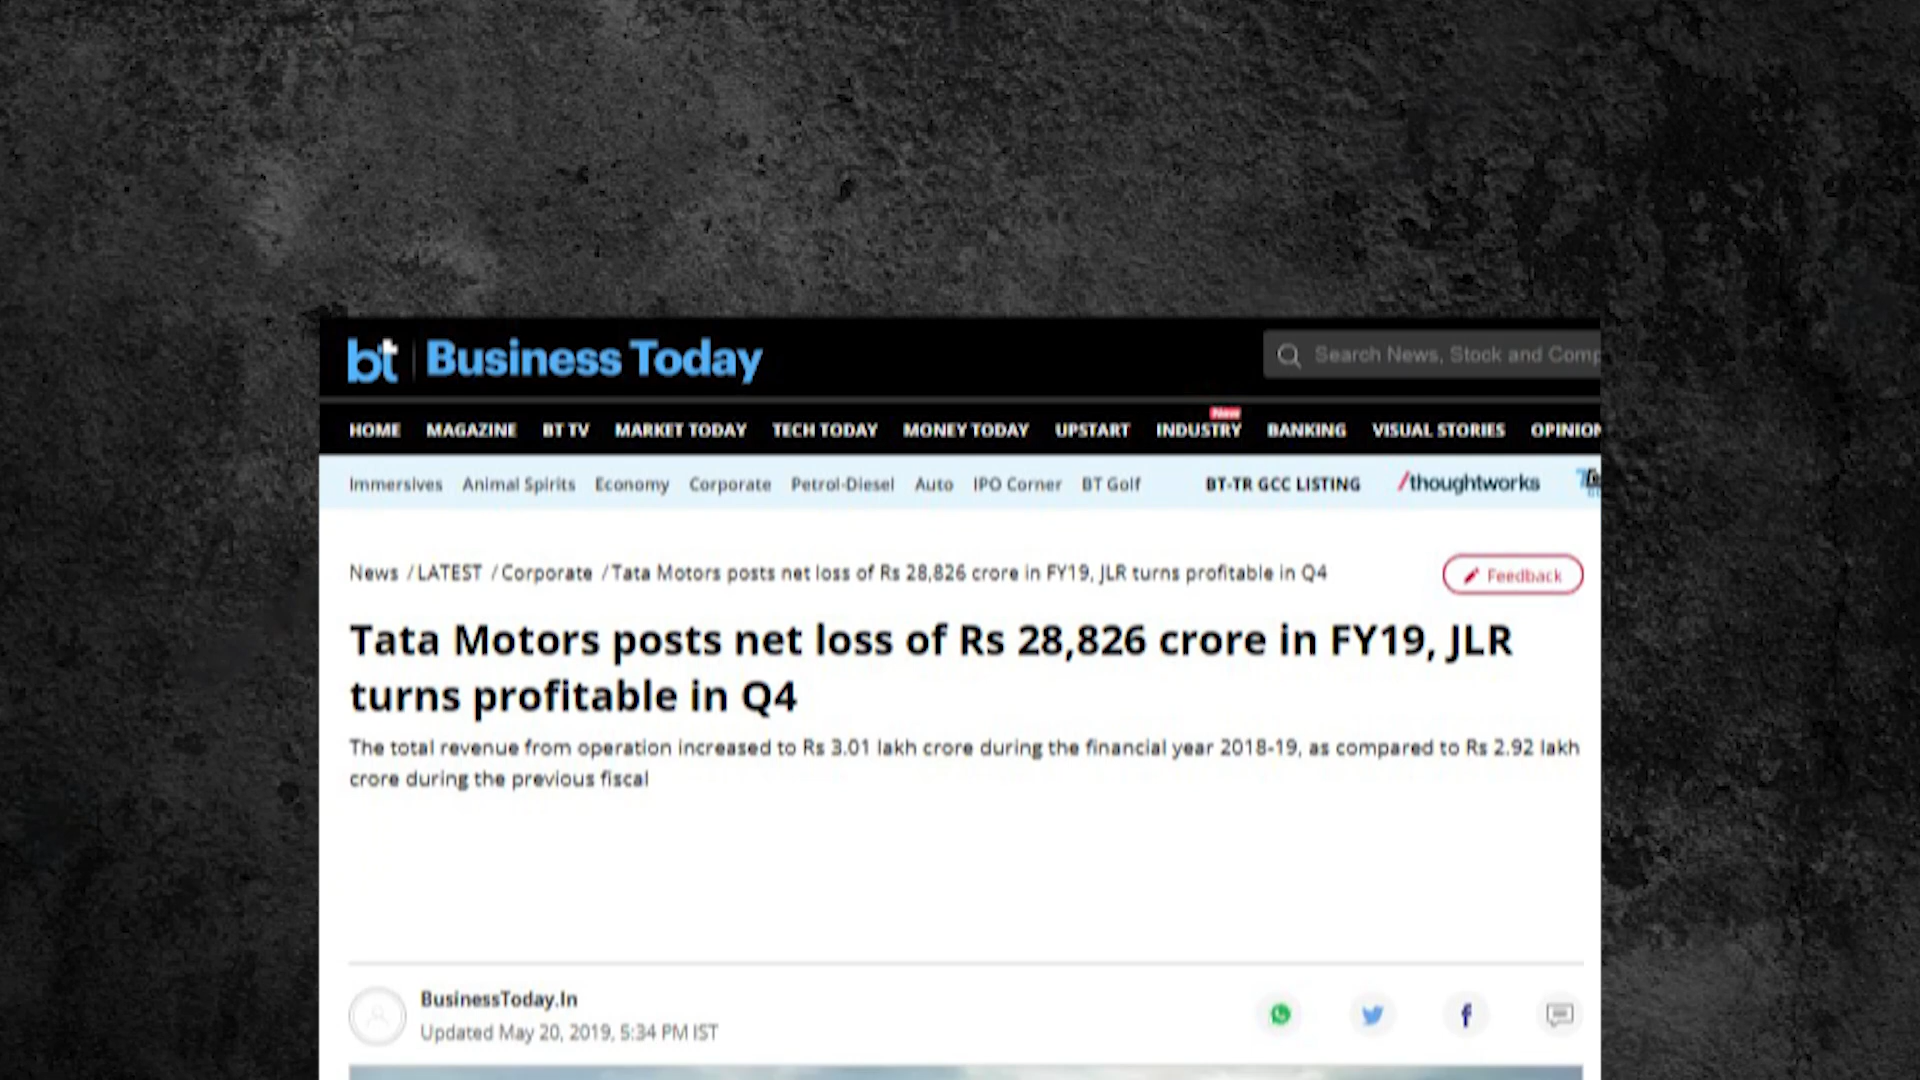 bt Business Today
Search News, Stock and Comp
New
HOME MAGAZINE BT TV MARKET TODAY TECH TODAY MONEY TODAY UPSTART INDUSTRY BANKING VISUAL STORIES OPINION
Immersives Animal Spirits Economy Corporate Petrol-Diesel Auto IPO Corner BT Golf BT-TR GCC LISTING /thoughtworks
News /LATEST /Corporate /Tata Motors posts net loss of Rs 28,826 crore in FY19, JLR turns profitable in Q4
Feedback
Tata Motors posts net loss of Rs 28,826 crore in FY19, JLR
turns profitable in Q4
The total revenue from operation increased to Rs 3.01 lakh crore during the financial year 2018-19, as compared to Rs 2.92 lakh
crore during the previous fiscal
BusinessToday.In
Updated May 20, 2019, 5:34 PM IST